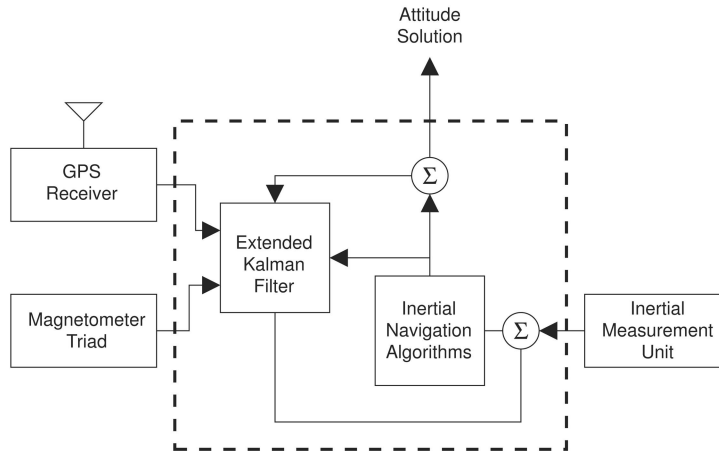 Attitude
Solution
GPS
Receiver
Σ
Extended
Kalman
Filter
Magnetometer
Triad
Inertial
Navigation
Algorithms
Σ
Inertial
Measurement
Unit